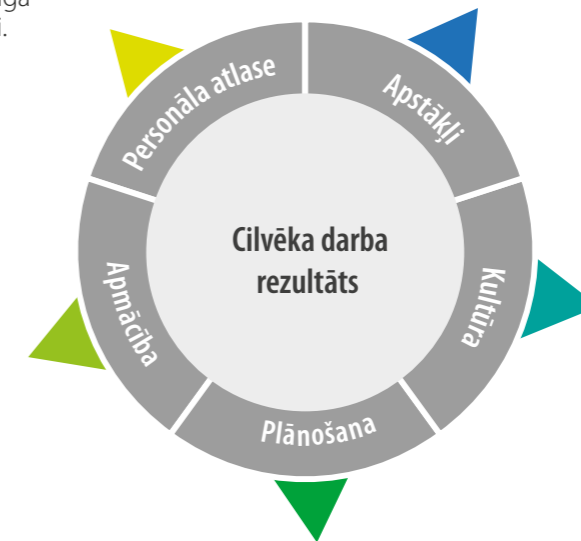 Personāla atlase
Apstākļi
Kultūra
Plānošana
Apmācība
Cilvēka darba
rezultāts